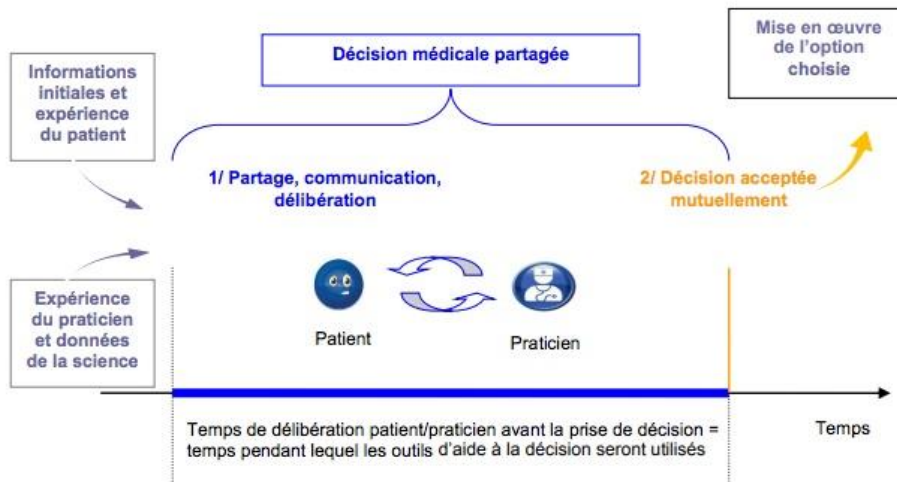 Mise en œuvre
de l'option
choisie
Décision médicale partagée
Informations
initiales et
expérience
du patient
1/ Partage, communication,
délibération
2/ Décision acceptée
mutuellement
Expérience
du praticien
et données
de la science
Patient
Praticien
Temps de délibération patient/praticien avant la prise de décision =
temps pendant lequel les outils d'aide à la décision seront utilisés
Temps